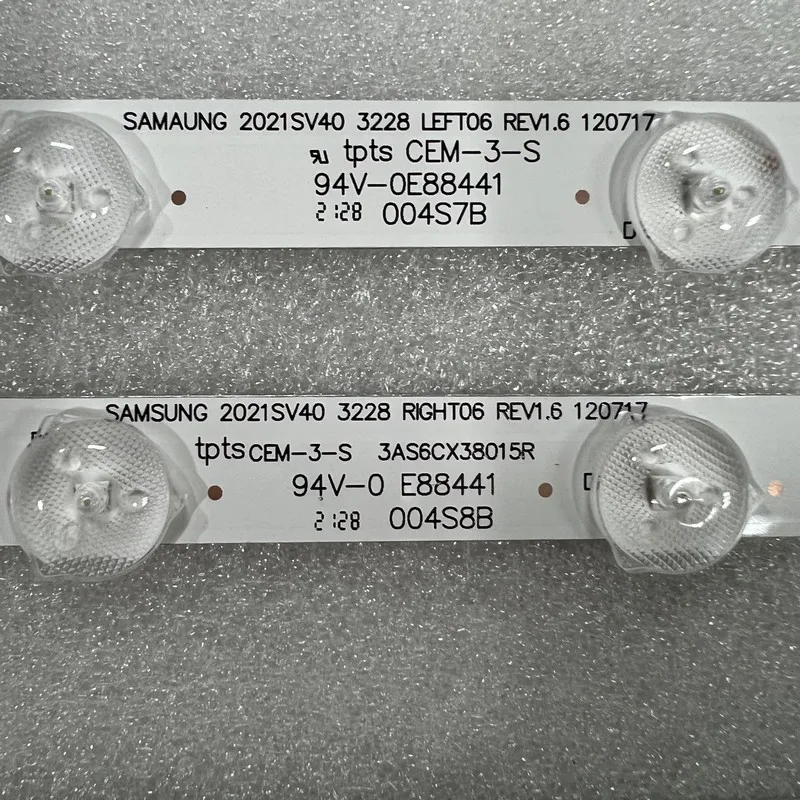 SAMAUNG 2021SV40 3228 LEFT06 REV1.6 120717
tpts CEM-3-S
94V-0E88441
2128 004S7B
D
SAMSUNG 2021SV40 3228 RIGHT06 REV1.6 120717
tpts CEM-3-S 3AS6CX38015R
94V-0 E88441
2128 004S8B